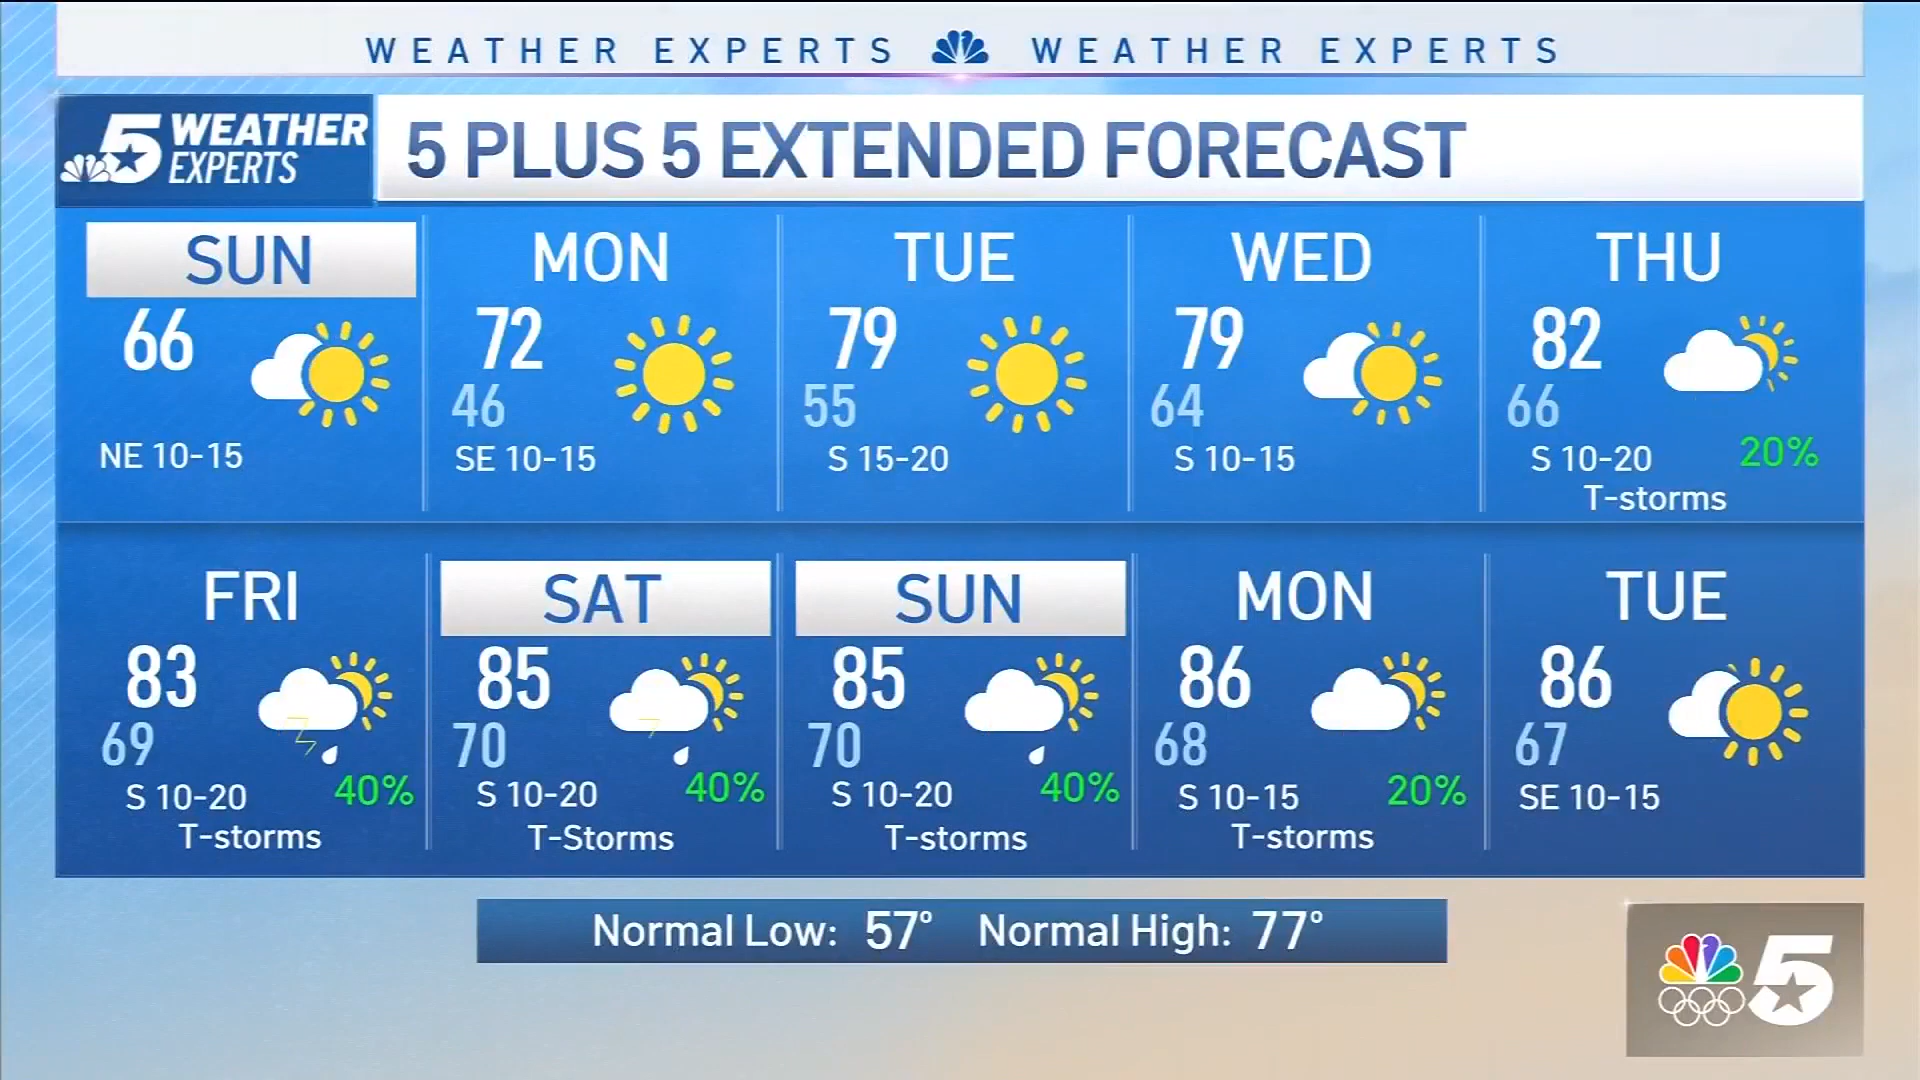 WEATHER EXPERTS WEATHER EXPERTS
5 WEATHER EXPERTS
5 PLUS 5 EXTENDED FORECAST
SUN
66
NE 10-15
MON
72
46
SE 10-15
TUE
79
55
S 15-20
WED
79
64
S 10-15
THU
82
66
S 10-20 20%
T-storms
FRI
83
69
S 10-20 40%
T-storms
SAT
85
70
S 10-20 40%
T-Storms
SUN
85
70
S 10-20 40%
T-storms
MON
86
68
S 10-15 20%
T-storms
TUE
86
67
SE 10-15
Normal Low: 57° Normal High: 77°
5